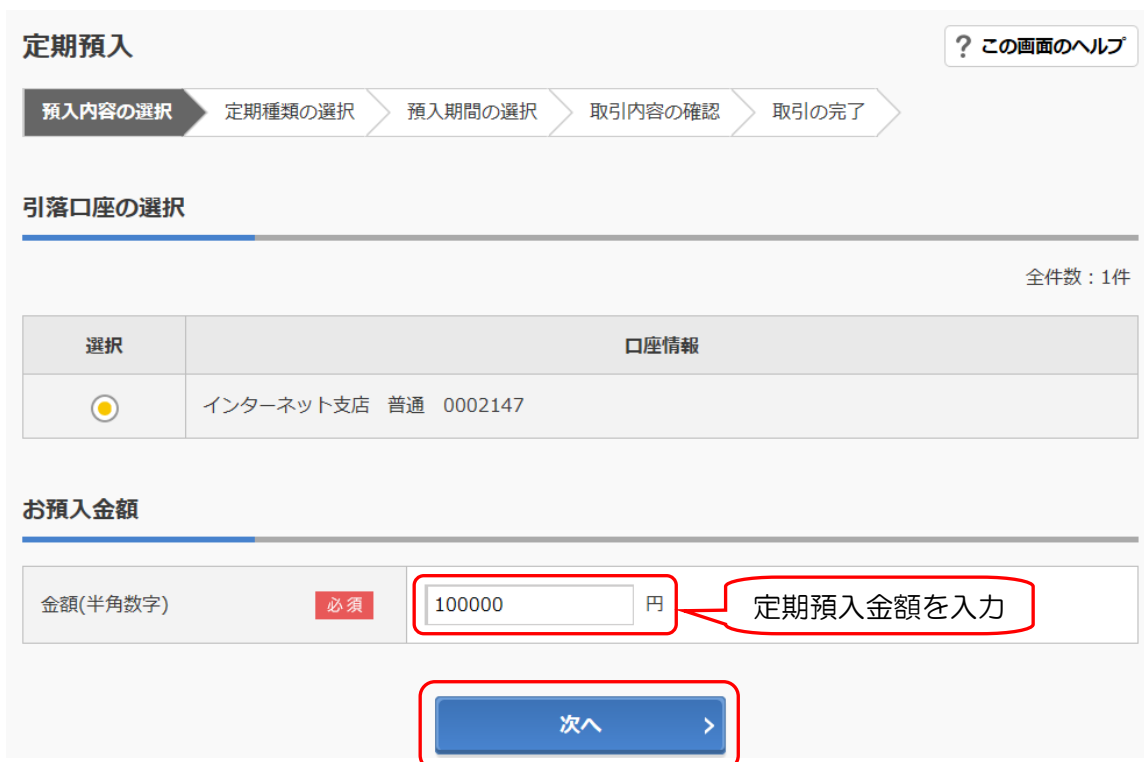 定期預入
? この画面のヘルプ
預入内容の選択 定期種類の選択 預入期間の選択 取引内容の確認 取引の完了
引落口座の選択
全件数：1件
選択 口座情報
インターネット支店 普通 0002147
お預入金額
金額(半角数字) 必須 100000 円 定期預入金額を入力
次へ